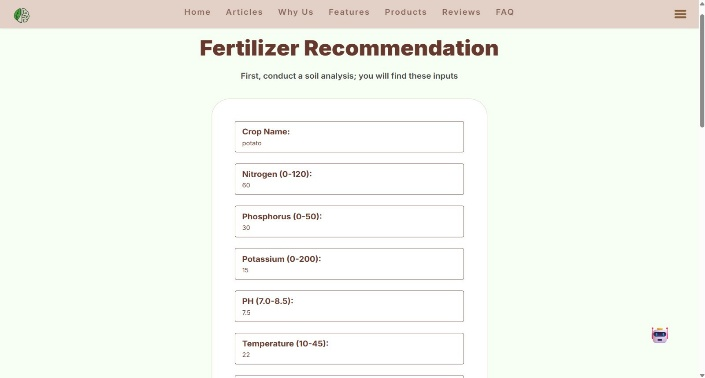 Home Articles Why Us Features Products Reviews FAQ
Fertilizer Recommendation
First, conduct a soil analysis; you will find these inputs
Crop Name:
potato
Nitrogen (0-120):
60
Phosphorus (0-50):
30
Potassium (0-200):
15
PH (7.0-8.5):
7.5
Temperature (10-45):
22